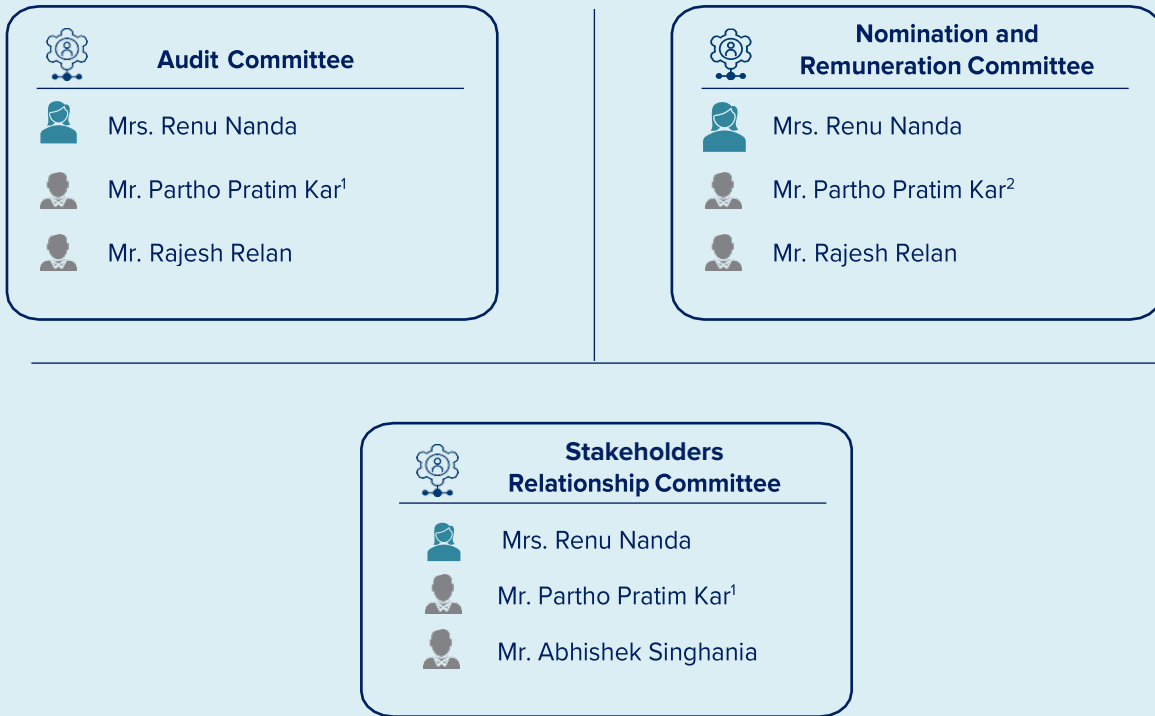 Audit Committee
Mrs. Renu Nanda
Mr. Partho Pratim Kar¹
Mr. Rajesh Relan
Nomination and
Remuneration Committee
Mrs. Renu Nanda
Mr. Partho Pratim Kar²
Mr. Rajesh Relan
Stakeholders
Relationship Committee
Mrs. Renu Nanda
Mr. Partho Pratim Kar¹
Mr. Abhishek Singhania